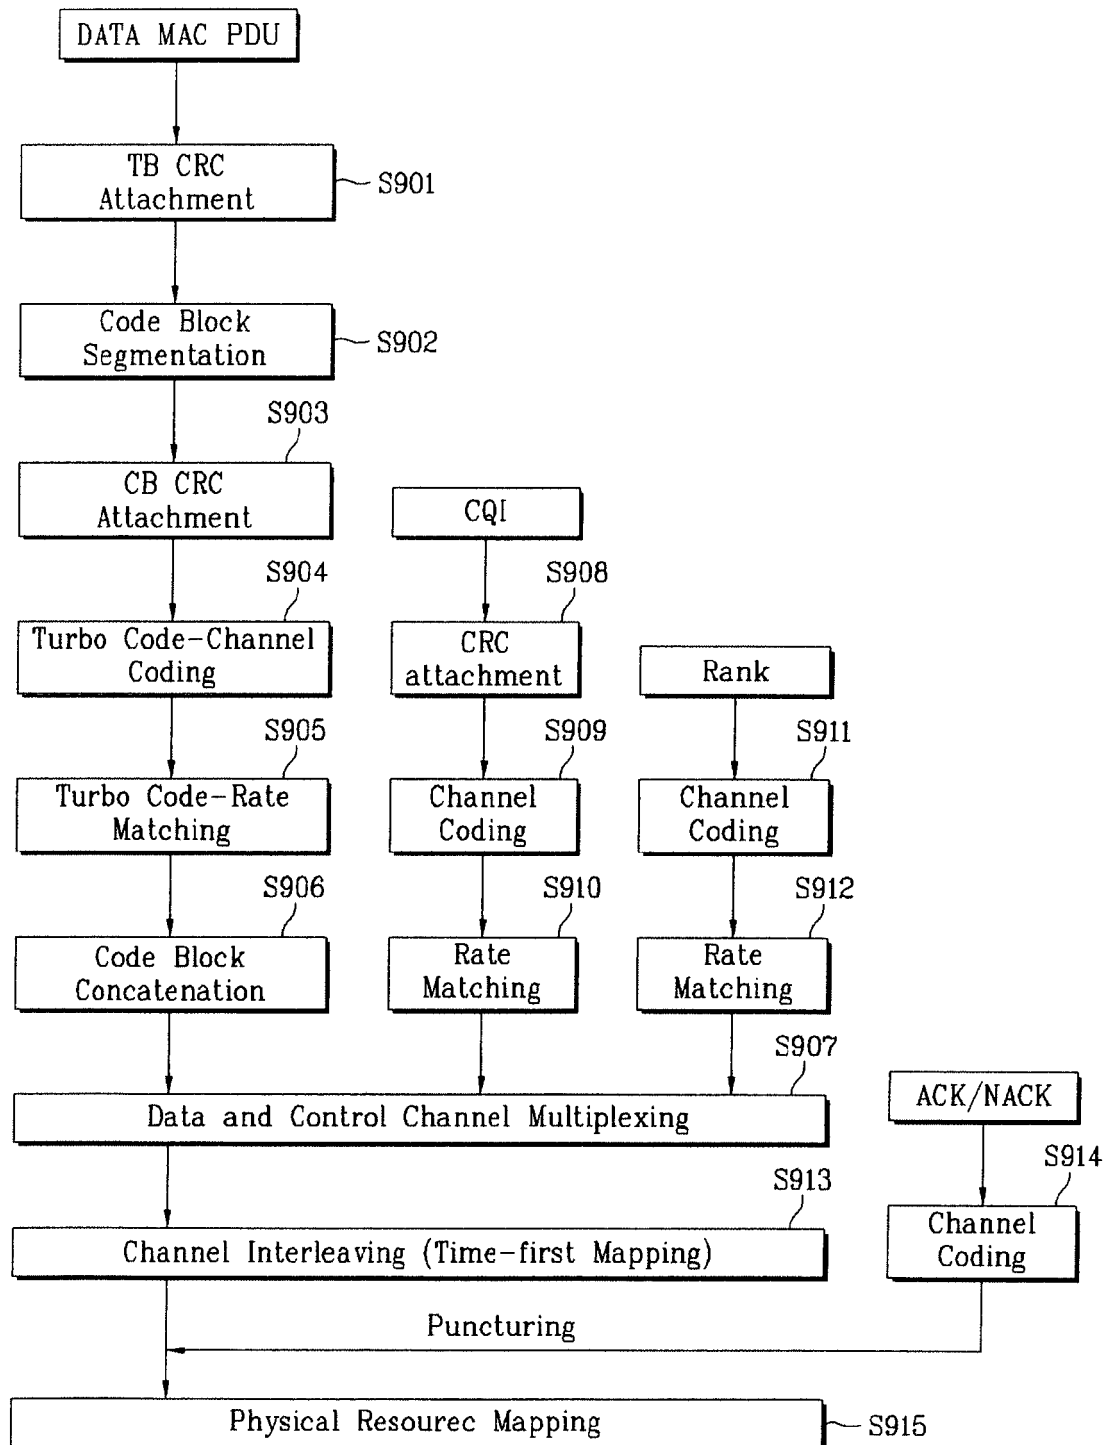 DATA MAC PDU
TB CRC
Attachment
S901
Code Block
Segmentation
S902
S903
CB CRC
Attachment
CQI
S904
S908
Turbo Code-Channel
Coding
CRC
attachment
Rank
S905
S909
S911
Turbo Code-Rate
Matching
Channel
Coding
Channel
Coding
S906
S910
S912
Code Block
Concatenation
Rate
Matching
Rate
Matching
S907
Data and Control Channel Multiplexing
ACK/NACK
S914
S913
Channel Interleaving (Time-first Mapping)
Channel
Coding
Puncturing
Physical Resourec Mapping
S915